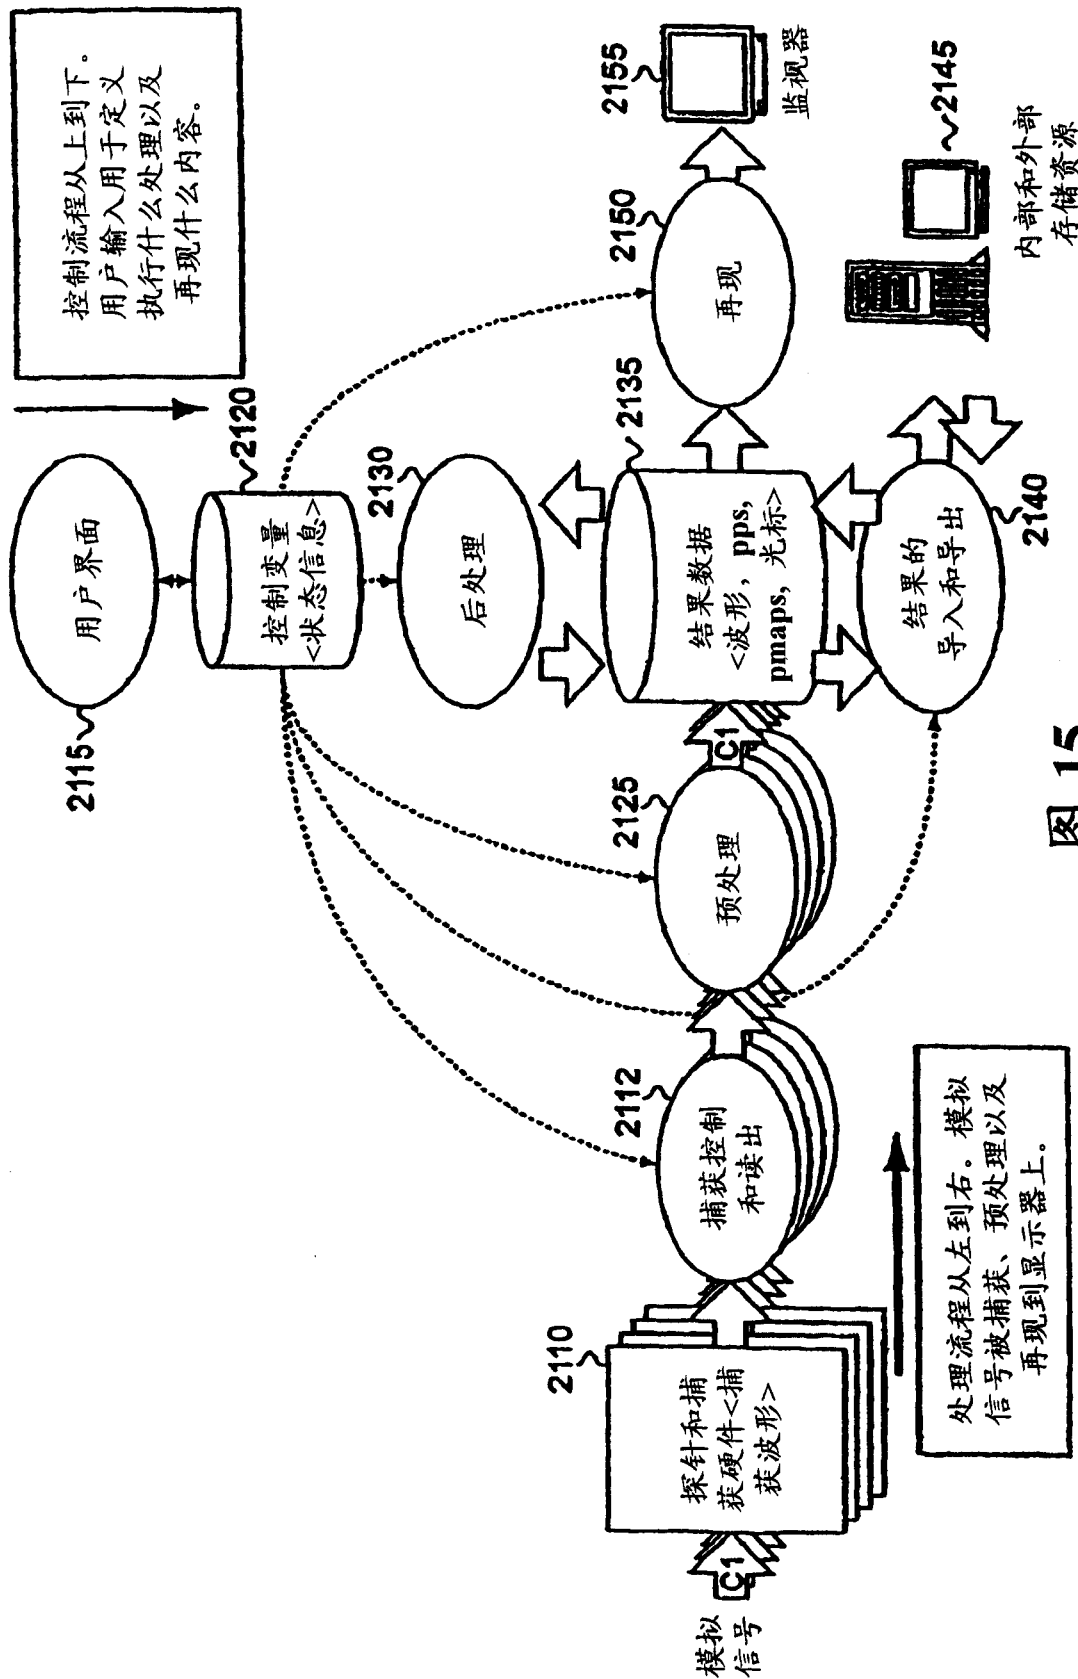 控制流程从上到下。
用户输入用于定义
执行什么处理以及
再现什么内容。
用户界面
2115
控制变量
<状态信息>
2120
后处理
2130
模拟
信号
C1
探针和捕
获硬件<捕
获波形>
2110
捕获控制
和读出
2112
预处理
2125
C1
结果数据
<波形，pps,
pmaps, 光标>
2135
再现
2150
2155
监视器
结果的
导入和导出
2140
2145
内部和外部
存储资源
处理流程从左到右。模拟
信号被捕获、预处理以及
再现到显示器上。
图 15